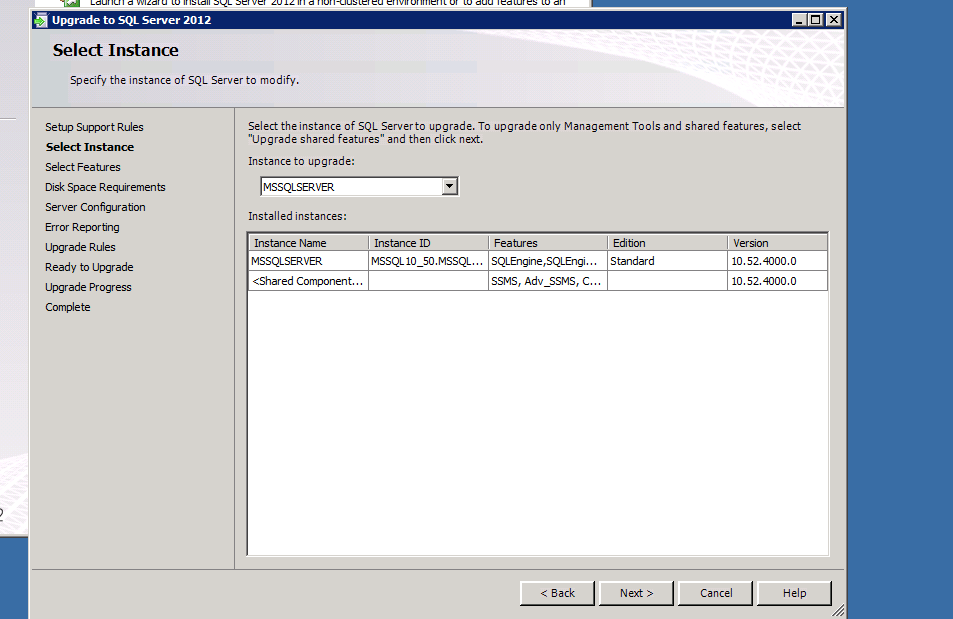 Launch a wizard to install SQL Server 2012 in a non-clustered environment or to add features to an
Upgrade to SQL Server 2012
Select Instance
Specify the instance of SQL Server to modify.
Setup Support Rules
Select Instance
Select Features
Disk Space Requirements
Server Configuration
Error Reporting
Upgrade Rules
Ready to Upgrade
Upgrade Progress
Complete
Select the instance of SQL Server to upgrade. To upgrade only Management Tools and shared features, select
"Upgrade shared features" and then click next.
Instance to upgrade:
MSSQLSERVER
Installed instances:
Instance Name Instance ID Features Edition Version
MSSQLSERVER MSSQL10_50.MSSQL... SQLEngine,SQLEngi... Standard 10.52.4000.0
<Shared Component... SSMS, Adv_SSMS, C... 10.52.4000.0
2
< Back Next > Cancel Help